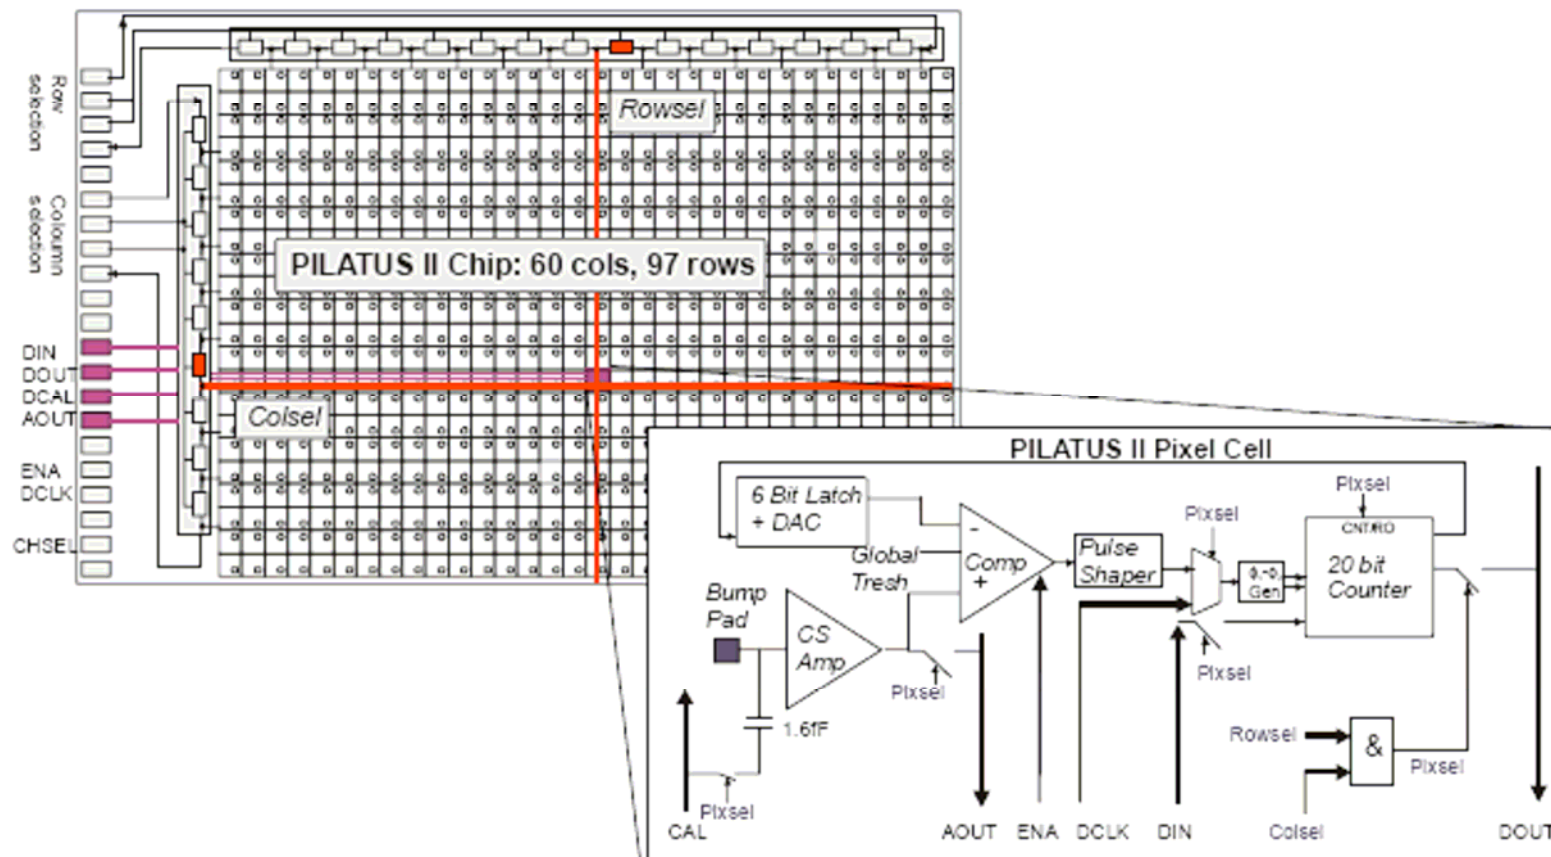 Row
selection
Coloumn
selection
Rowsel
PILATUS II Chip: 60 cols, 97 rows
DIN
DOUT
DCAL
AOUT
Colsel
ENA
DCLK
CHSEL
PILATUS II Pixel Cell
6 Bit Latch
+ DAC
Global
Tresh
-
Comp
+
Pulse
Shaper
Pixsel
Pixsel
CNT/RO
20 bit
Counter
Φ,~Φ,
Gen
Bump
Pad
CS
Amp
Pixsel
Pixsel
1.6fF
Rowsel
&
Pixsel
Pixsel
CAL
AOUT
ENA
DCLK
DIN
Colsel
DOUT